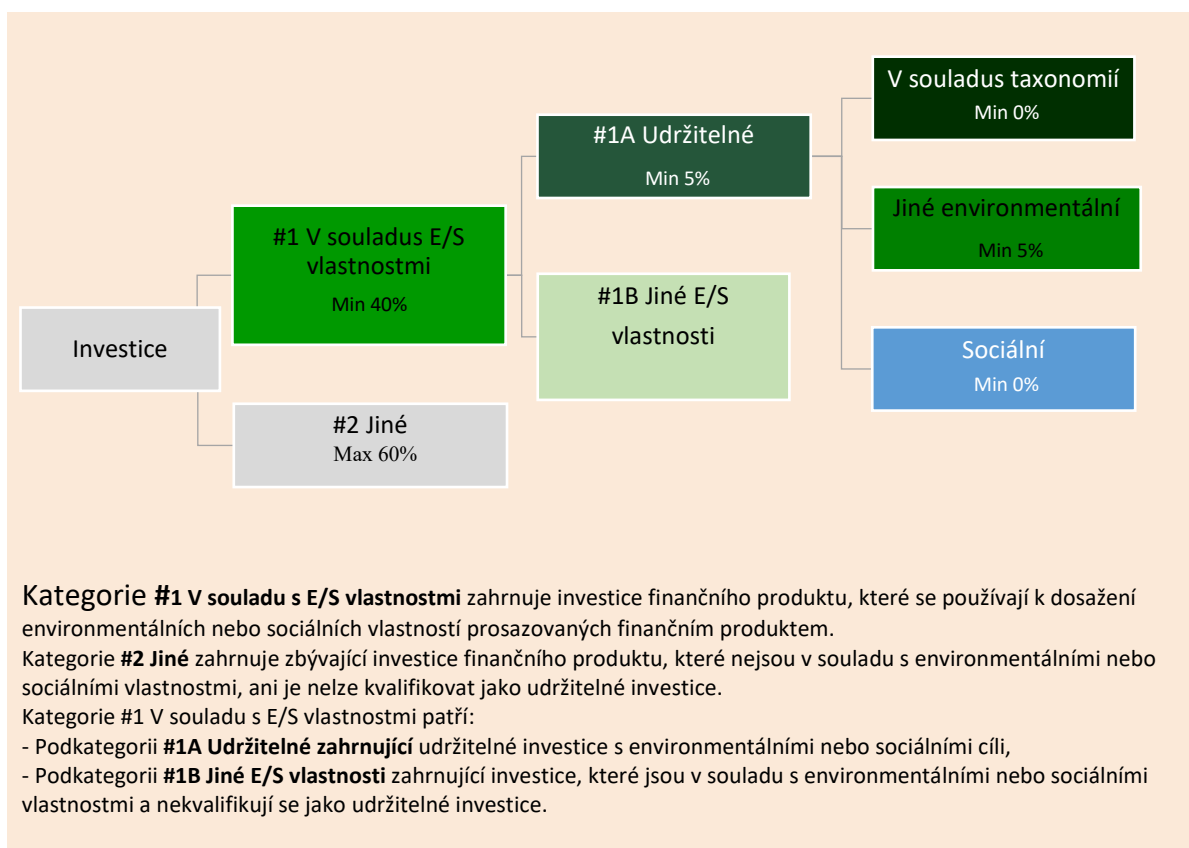 V souladus taxonomií
Min 0%
#1A Udržitelné
Min 5%
Jiné environmentální
Min 5%
#1 V souladus E/S
vlastnostmi
Min 40%
#1B Jiné E/S
vlastnosti
Investice
Sociální
Min 0%
#2 Jiné
Max 60%
Kategorie #1 V souladu s E/S vlastnostmi zahrnuje investice finančního produktu, které se používají k dosažení
environmentálních nebo sociálních vlastností prosazovaných finančním produktem.
Kategorie #2 Jiné zahrnuje zbývající investice finančního produktu, které nejsou v souladu s environmentálními nebo
sociálními vlastnostmi, ani je nelze kvalifikovat jako udržitelné investice.
Kategorie #1 V souladu s E/S vlastnostmi patří:
- Podkategorii #1A Udržitelné zahrnující udržitelné investice s environmentálními nebo sociálními cíli,
- Podkategorii #1B Jiné E/S vlastnosti zahrnující investice, které jsou v souladu s environmentálními nebo sociálními
vlastnostmi a nekvalifikují se jako udržitelné investice.